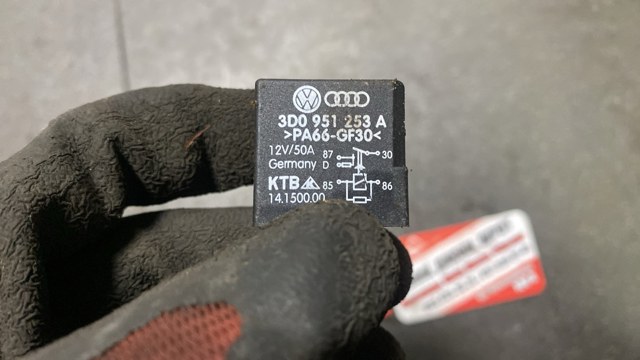 3D0 951 253 A
>PA66-GF30<
12V/50A 87 30
Germany D
KTB 85 86
14.1500.00